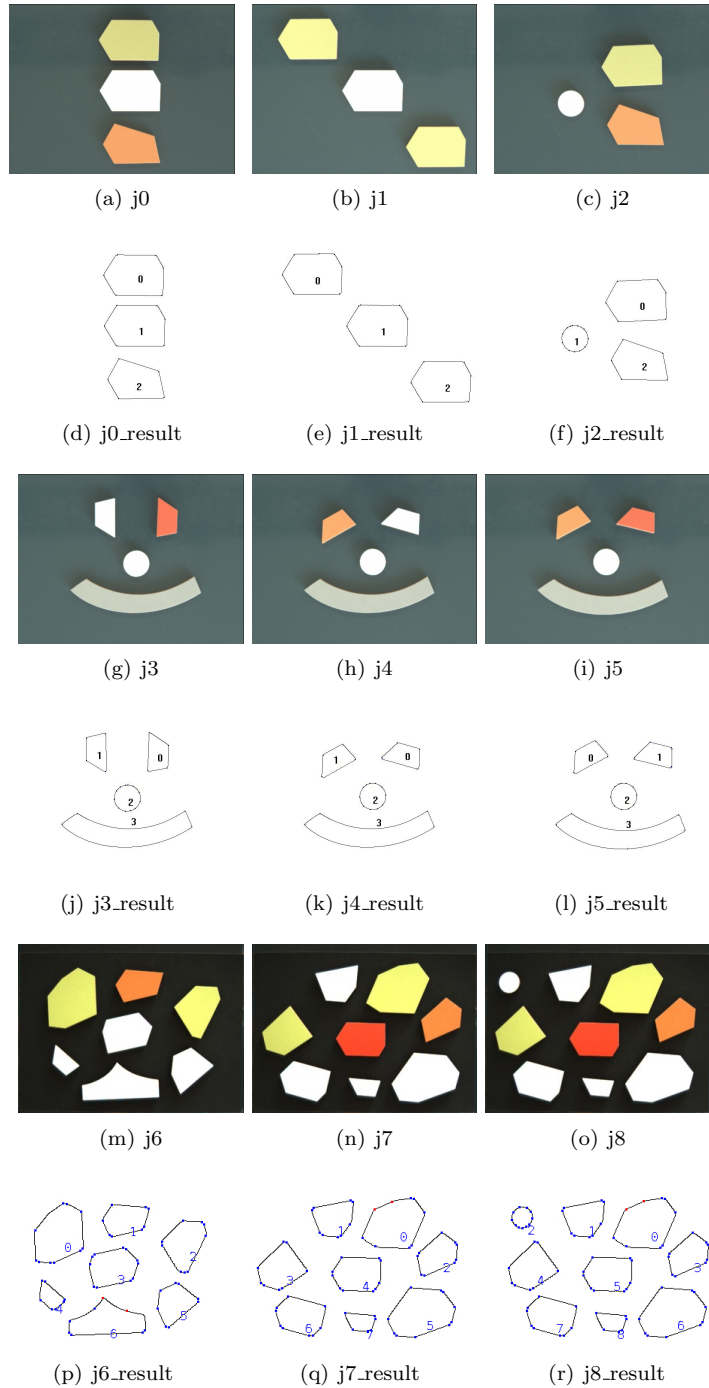 (a) j0
(b) j1
(c) j2
0
1
2
0
1
2
0
1
2
(d) j0_result
(e) j1_result
(f) j2_result
(g) j3
(h) j4
(i) j5
1
0
2
3
1
0
2
3
0
1
2
3
(j) j3_result
(k) j4_result
(l) j5_result
(m) j6
(n) j7
(o) j8
0
1
2
3
4
5
6
1
0
2
3
4
5
6
7
2
1
0
3
4
5
6
7
8
(p) j6_result
(q) j7_result
(r) j8_result